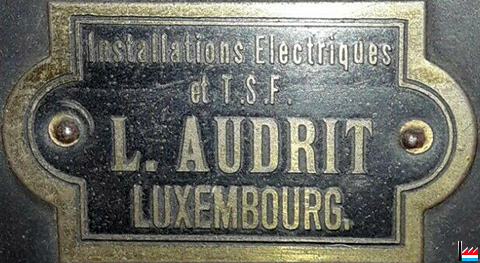 Installations Electriques
et T.S.F.
L. AUDRIT
LUXEMBOURG.